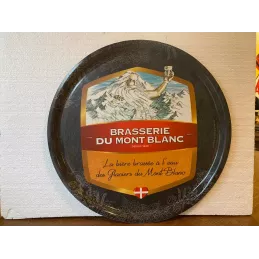 BRASSERIE
DU MONT BLANC
La bière brassée à l'eau
des Glaciers du Mont-Blanc